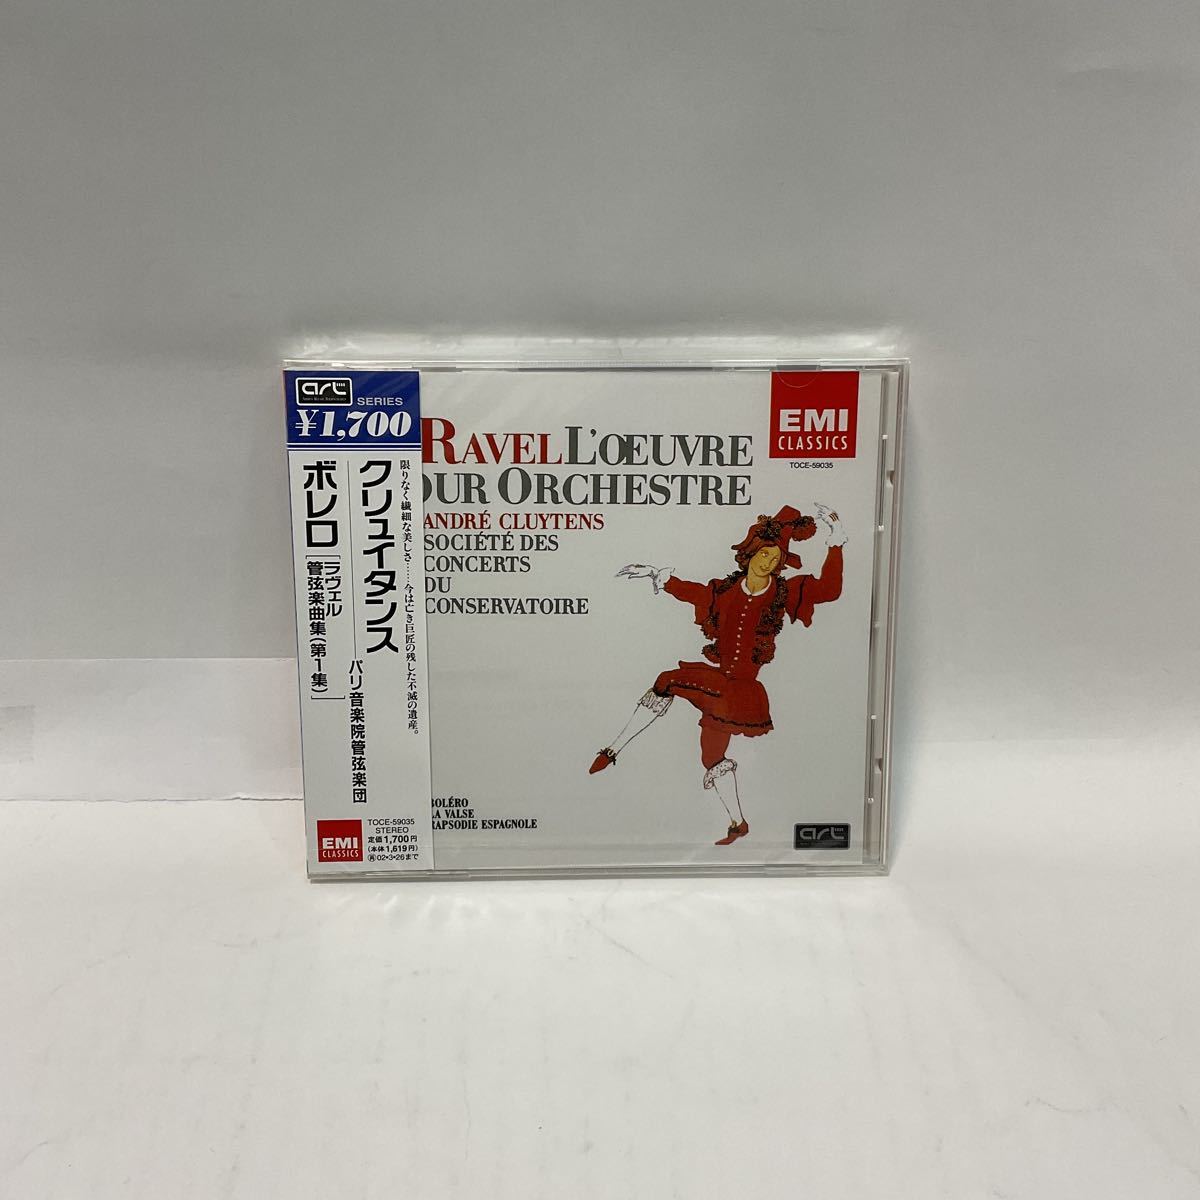 art
SERIES
¥1,700
限りなく繊細な美しさ……今は亡き巨匠の残した不滅の遺産。
クリュイタンス
パリ音楽院管弦楽団
ボレロ
[ラヴェル
管弦楽曲集(第1集)]
EMI
CLASSICS
TOCE-59035
STEREO
定価1,700円
(本体1,619円)
再02・3・26まで
RAVEL L'ŒUVRE
OUR ORCHESTRE
ANDRÉ CLUYTENS
SOCIÉTÉ DES
CONCERTS
DU
CONSERVATOIRE
EMI
CLASSICS
TOCE-59035
BOLÉRO
LA VALSE
RAPSODIE ESPAGNOLE
art